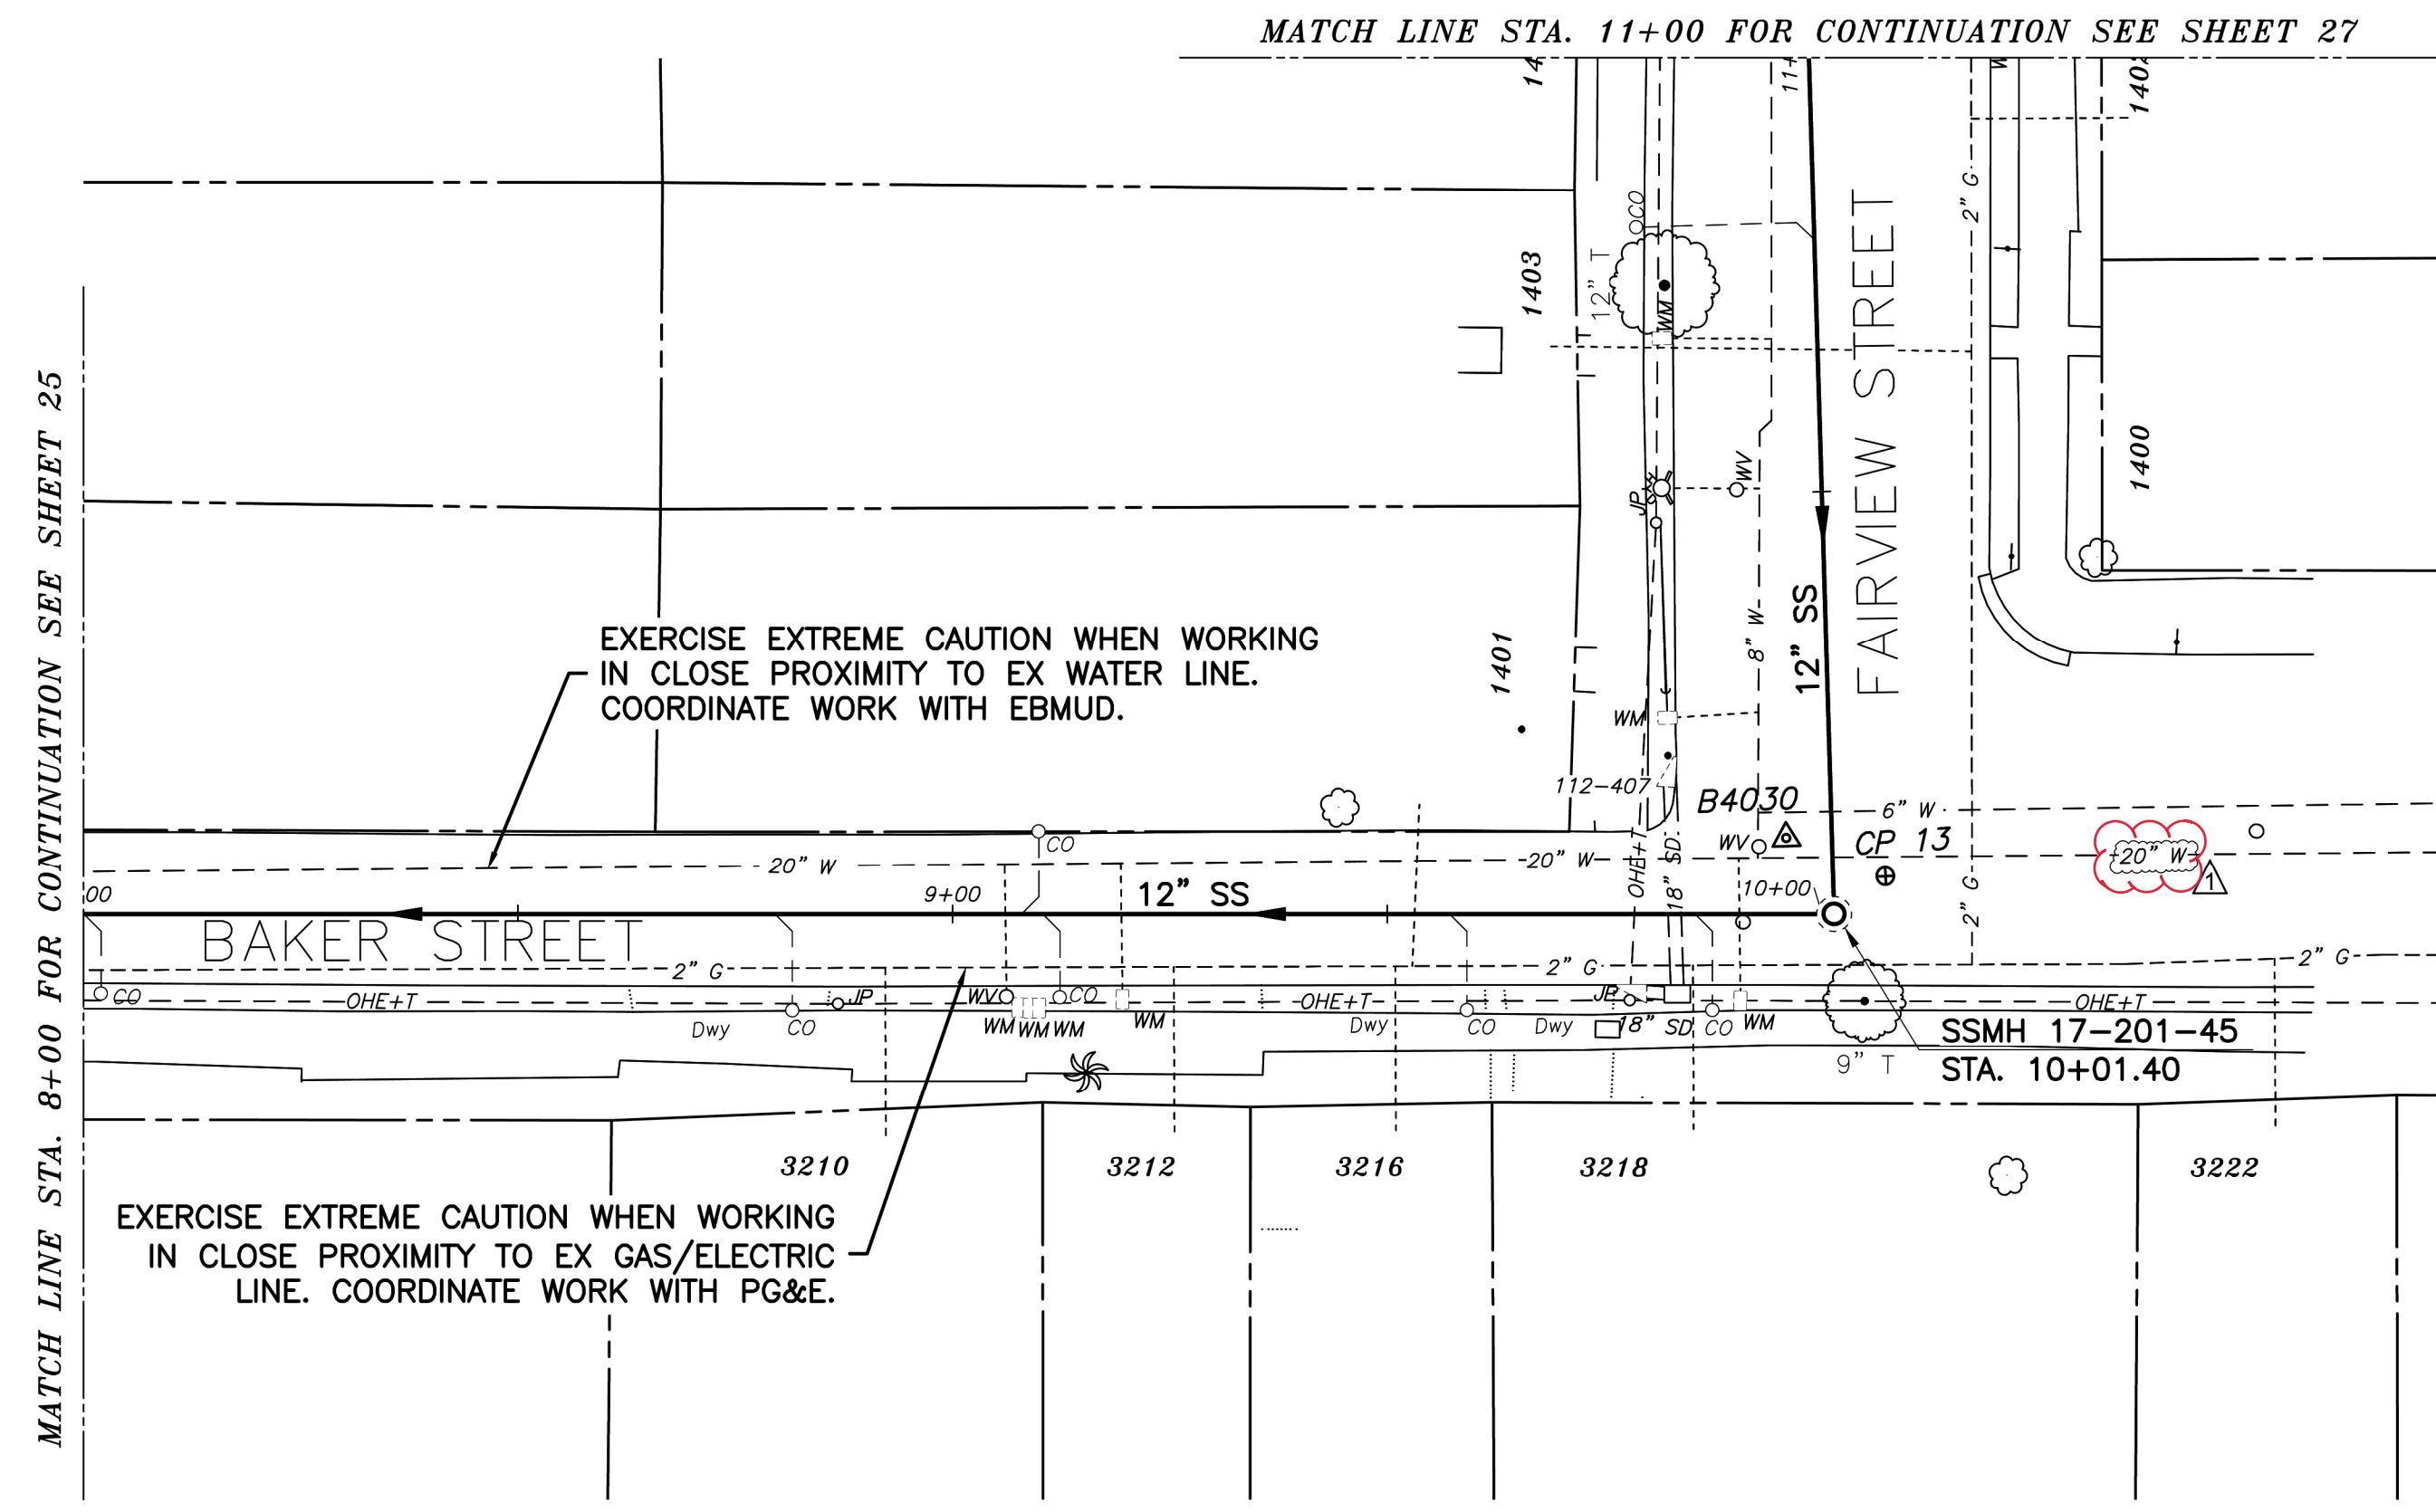 MATCH LINE STA. 11+00 FOR CONTINUATION SEE SHEET 27
MATCH LINE STA. 8+00 FOR CONTINUATION SEE SHEET 25
CO
2" G
1403
12" T
WM
FAIRVIEW STREET
1400
WV
JP
12" SS
8" W
EXERCISE EXTREME CAUTION WHEN WORKING
IN CLOSE PROXIMITY TO EX WATER LINE.
COORDINATE WORK WITH EBMUD.
1401
WM
112-407
B4030
6" W
WV
CP 13
20" W
CO
20" W
OHE+T
18" SD
20" W
1
00
9+00
12" SS
10+00
2" G
BAKER STREET
2" G
2" G
2" G
CO
OHE+T
JP
WV
CO
OHE+T
JP
OHE+T
Dwy
CO
WM
WM
WM
WM
Dwy
CO
Dwy
18" SD
CO
WM
SSMH 17-201-45
STA. 10+01.40
9" T
3210
3212
3216
3218
3222
EXERCISE EXTREME CAUTION WHEN WORKING
IN CLOSE PROXIMITY TO EX GAS/ELECTRIC
LINE. COORDINATE WORK WITH PG&E.